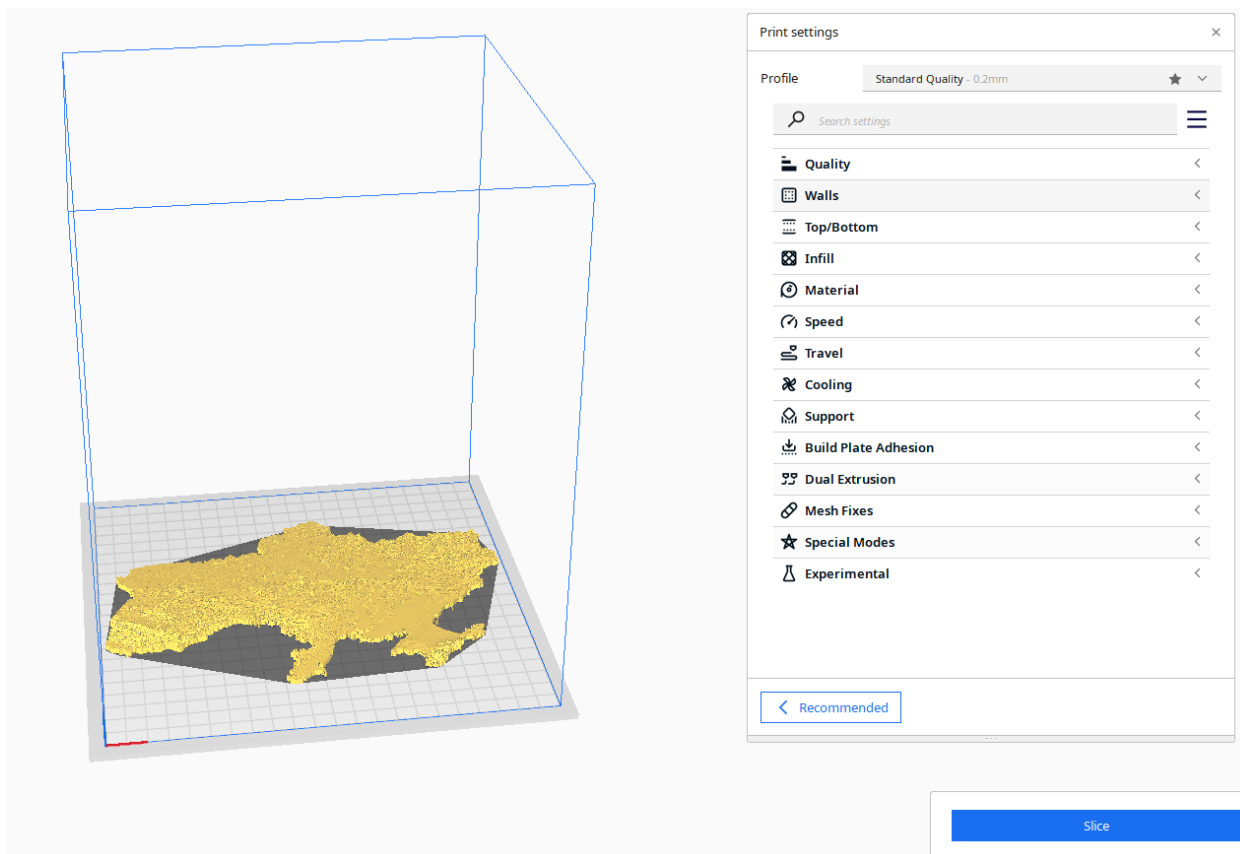 Print settings
Profile
Standard Quality - 0.2mm
Search settings
Quality
Walls
Top/Bottom
Infill
Material
Speed
Travel
Cooling
Support
Build Plate Adhesion
Dual Extrusion
Mesh Fixes
Special Modes
Experimental
Recommended
Slice